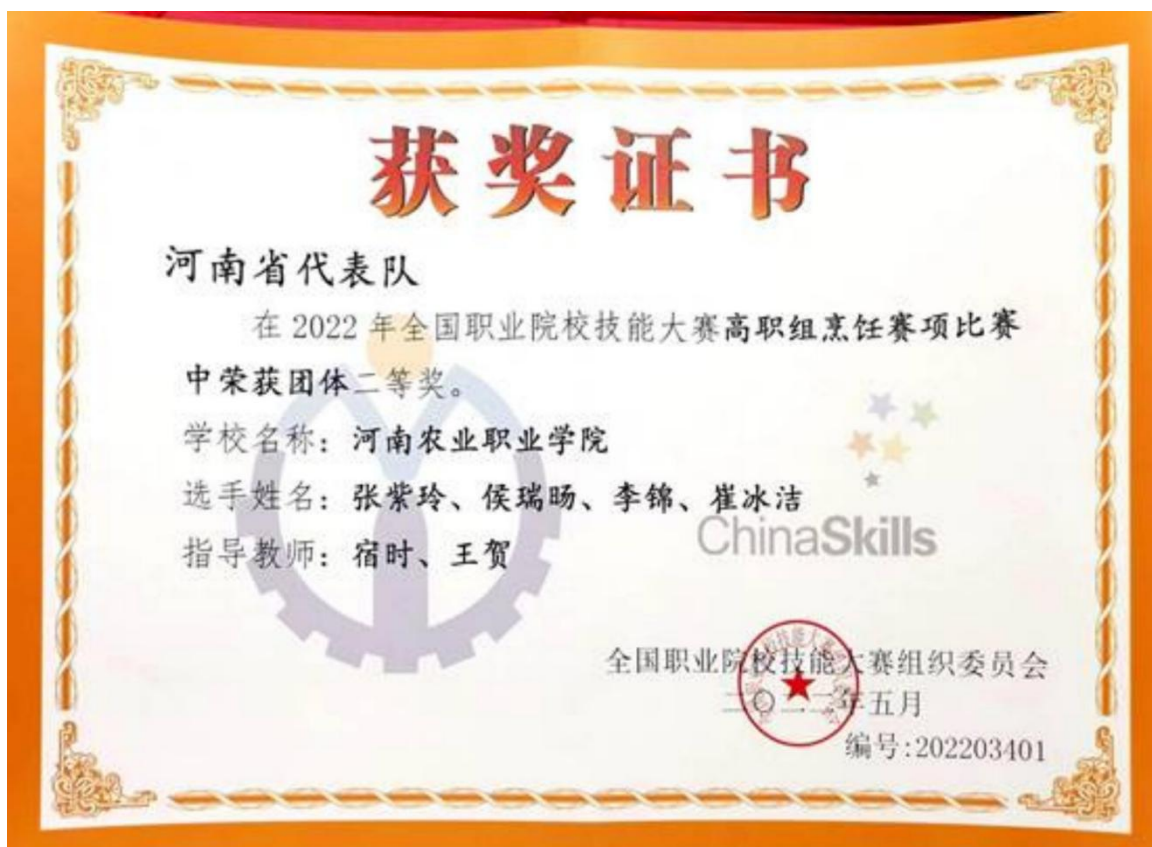 获奖证书
河南省代表队
在2022年全国职业院校技能大赛高职组烹饪赛项比赛
中荣获团体二等奖。
学校名称：河南农业职业学院
选手姓名：张紫玲、侯瑞旸、李锦、崔冰洁
指导教师：宿时、王贺
ChinaSkills
全国职业院校技能大赛组织委员会
二〇二二年五月
编号:202203401